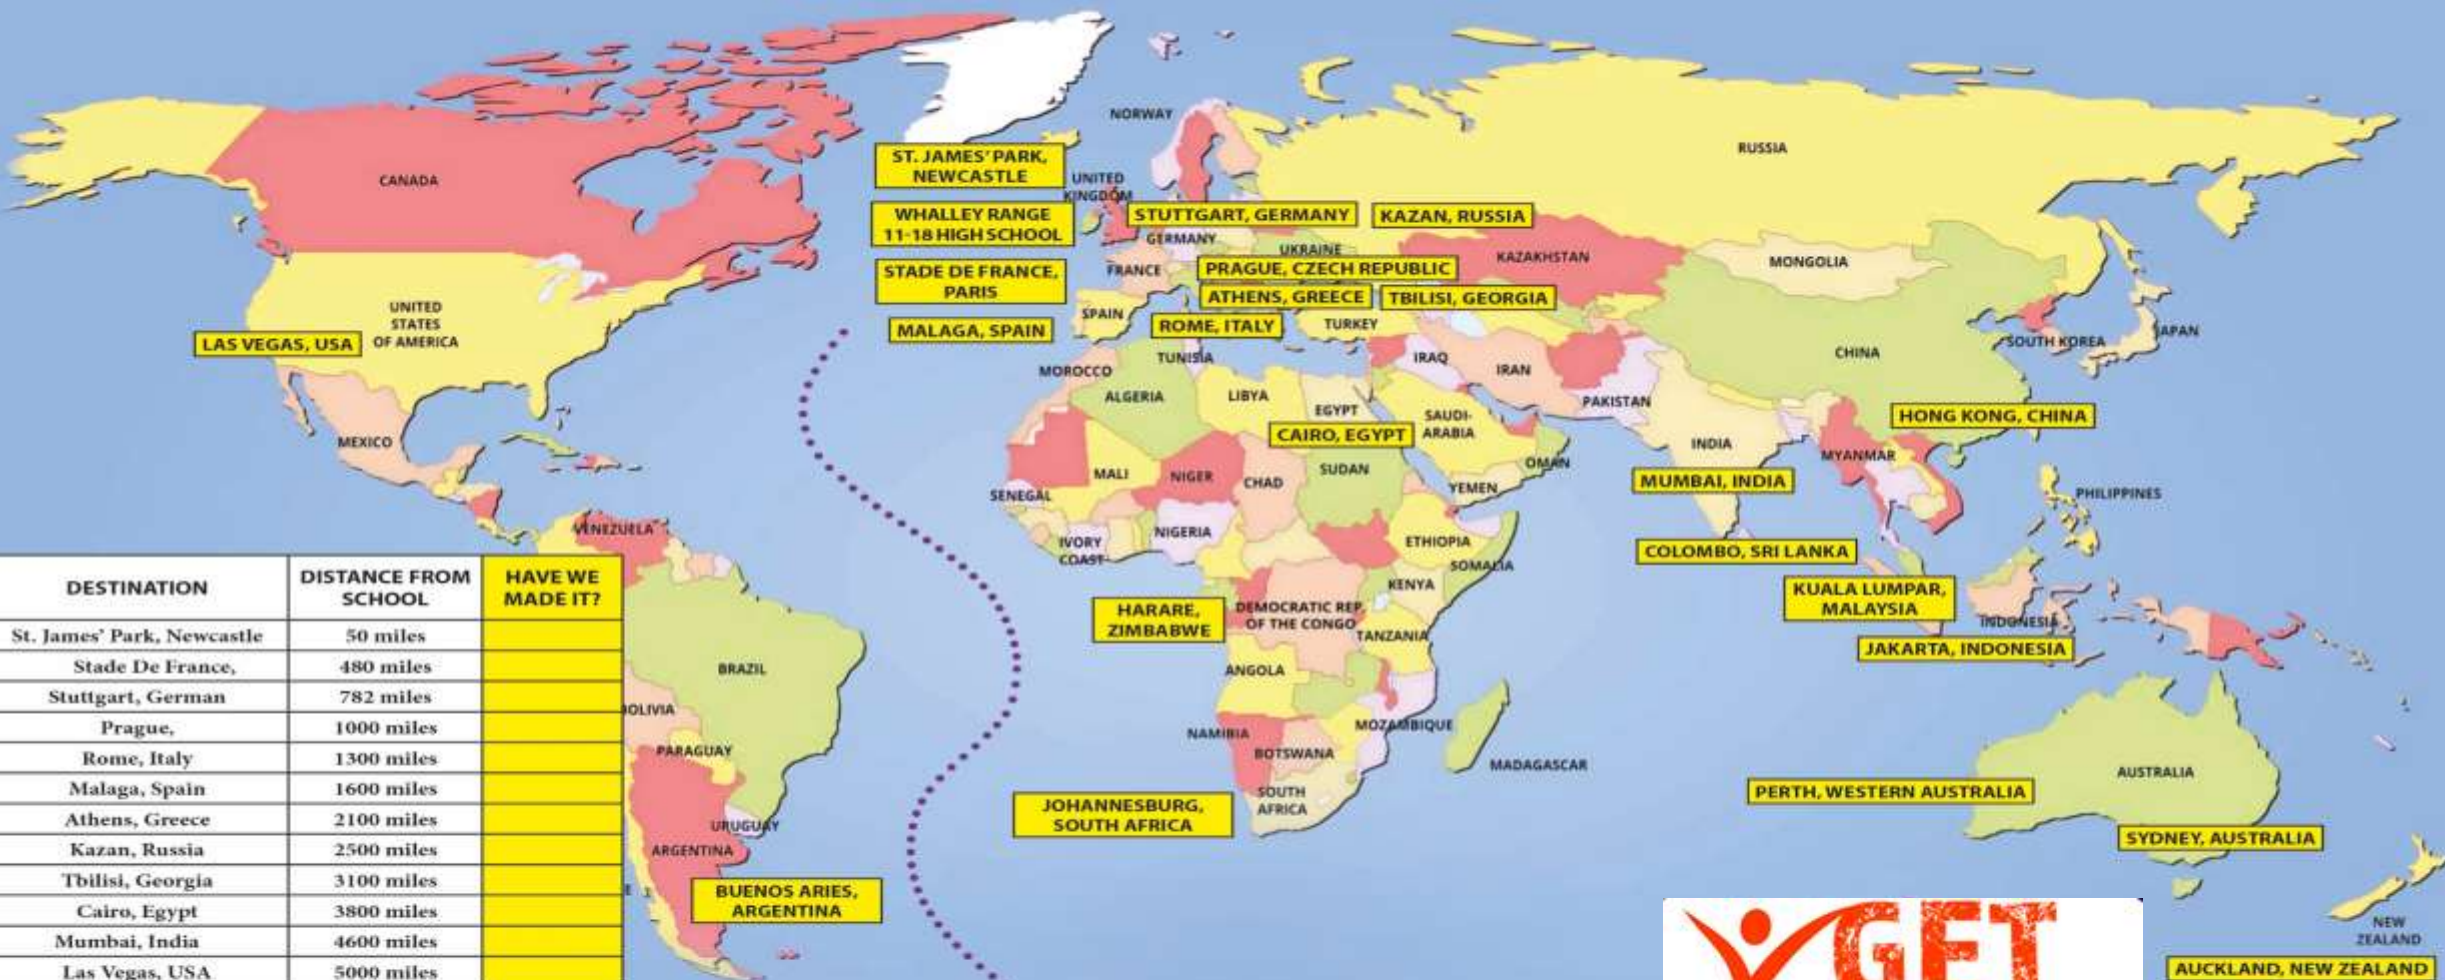 NORWAY
RUSSIA
CANADA
ST. JAMES' PARK,
NEWCASTLE
UNITED
KINGDOM
WHALLEY RANGE
11-18 HIGH SCHOOL
STUTTGART, GERMANY
KAZAN, RUSSIA
GERMANY
UKRAINE
KAZAKHSTAN
MONGOLIA
STADE DE FRANCE,
PARIS
FRANCE
PRAGUE, CZECH REPUBLIC
ATHENS, GREECE
TBILISI, GEORGIA
UNITED
STATES
OF AMERICA
LAS VEGAS, USA
MALAGA, SPAIN
SPAIN
ROME, ITALY
TURKEY
SOUTH KOREA
JAPAN
CHINA
TUNISIA
MOROCCO
IRAQ
IRAN
ALGERIA
LIBYA
EGYPT
PAKISTAN
SAUDI-
ARABIA
HONG KONG, CHINA
CAIRO, EGYPT
MEXICO
INDIA
MYANMAR
MALI
NIGER
CHAD
SUDAN
OMAN
YEMEN
MUMBAI, INDIA
SENEGAL
PHILIPPINES
VENEZUELA
IVORY
COAST
NIGERIA
ETHIOPIA
SOMALIA
COLOMBO, SRI LANKA
KENYA
KUALA LUMPAR,
MALAYSIA
HARARE,
ZIMBABWE
DEMOCRATIC REP.
OF THE CONGO
TANZANIA
INDONESIA
JAKARTA, INDONESIA
BRAZIL
ANGOLA
BOLIVIA
PARAGUAY
NAMIBIA
BOTSWANA
MOZAMBIQUE
MADAGASCAR
AUSTRALIA
SOUTH
AFRICA
PERTH, WESTERN AUSTRALIA
JOHANNESBURG,
SOUTH AFRICA
URUGUAY
SYDNEY, AUSTRALIA
ARGENTINA
BUENOS ARIES,
ARGENTINA
NEW
ZEALAND
AUCKLAND, NEW ZEALAND
GET
DESTINATION DISTANCE FROM SCHOOL HAVE WE MADE IT?
St. James' Park, Newcastle 50 miles
Stade De France, 480 miles
Stuttgart, German 782 miles
Prague, 1000 miles
Rome, Italy 1300 miles
Malaga, Spain 1600 miles
Athens, Greece 2100 miles
Kazan, Russia 2500 miles
Tbilisi, Georgia 3100 miles
Cairo, Egypt 3800 miles
Mumbai, India 4600 miles
Las Vegas, USA 5000 miles